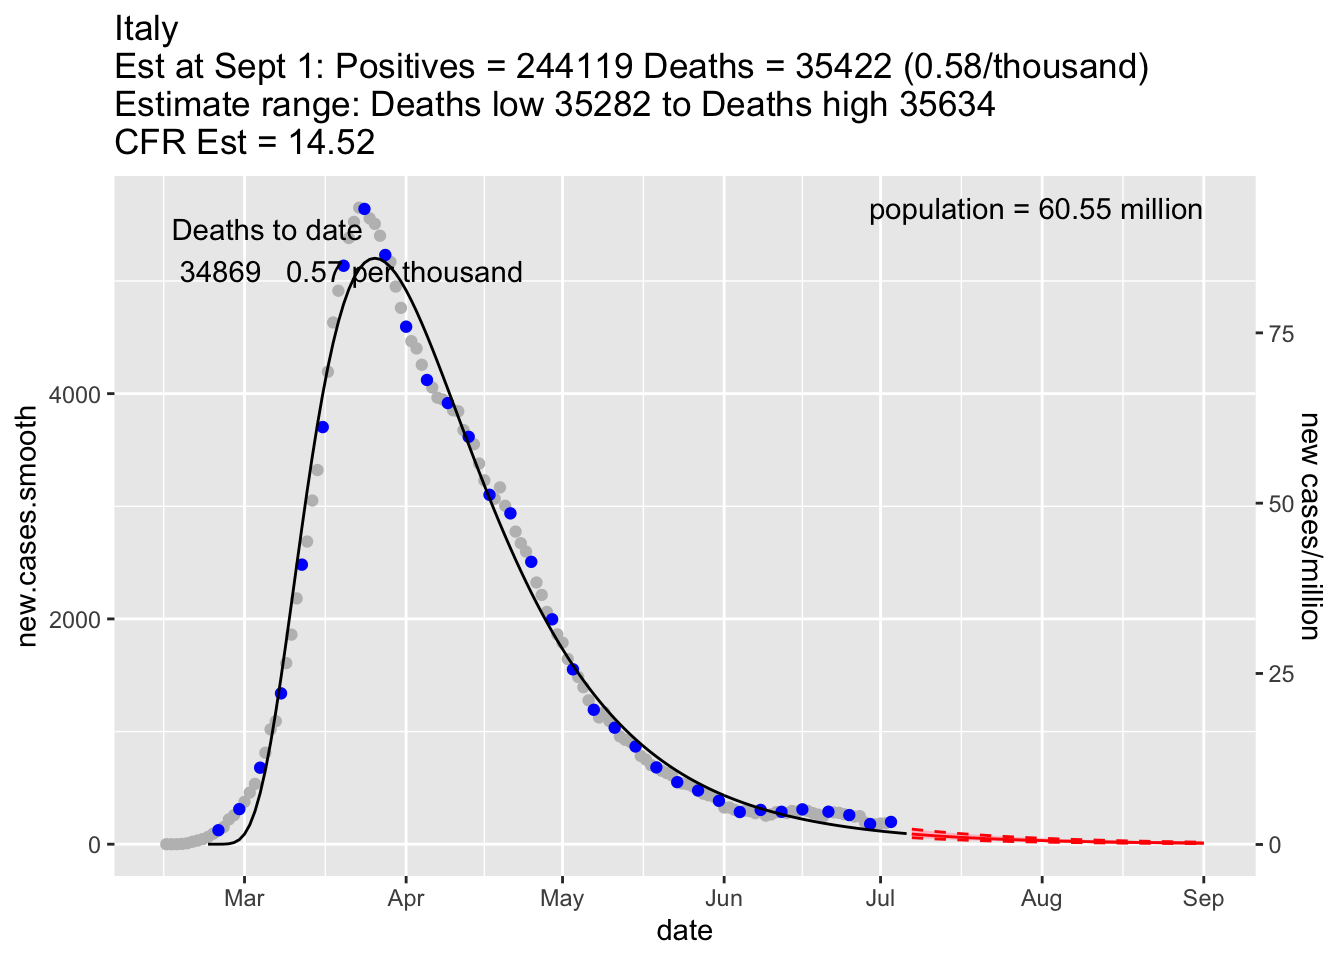 Italy
Est at Sept 1: Positives = 244119 Deaths = 35422 (0.58/thousand)
Estimate range: Deaths low 35282 to Deaths high 35634
CFR Est = 14.52
population = 60.55 million
Deaths to date
34869 0.57 per thousand
new.cases.smooth
4000
2000
0
75
50
25
0
new cases/million
Mar
Apr
May
Jun
Jul
Aug
Sep
date